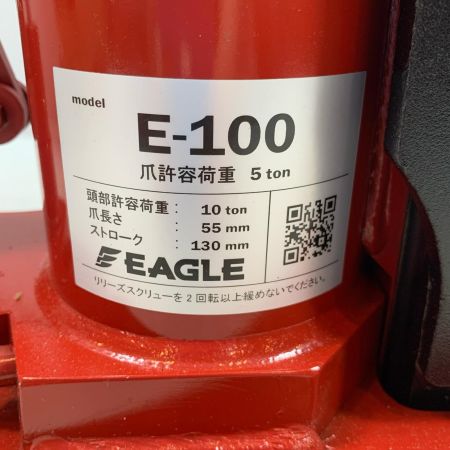 model
E-100
爪許容荷重 5 ton
頭部許容荷重 : 10 ton
爪長さ : 55 mm
ストローク : 130 mm
EAGLE
リリーズスクリューを2回転以上緩めないでください。